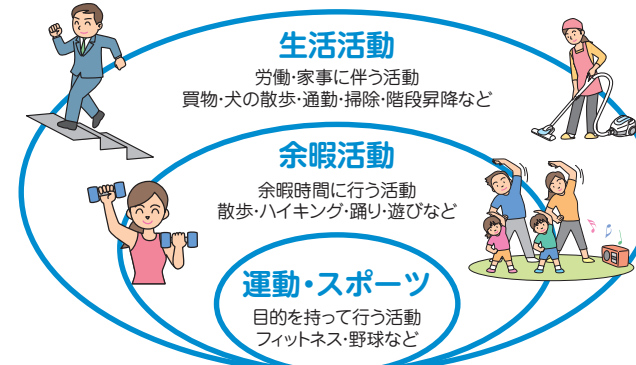 生活活動
労働・家事に伴う活動
買物・犬の散歩・通勤・掃除・階段昇降など
余暇活動
余暇時間に行う活動
散歩・ハイキング・踊り・遊びなど
運動・スポーツ
目的を持って行う活動
フィットネス・野球など